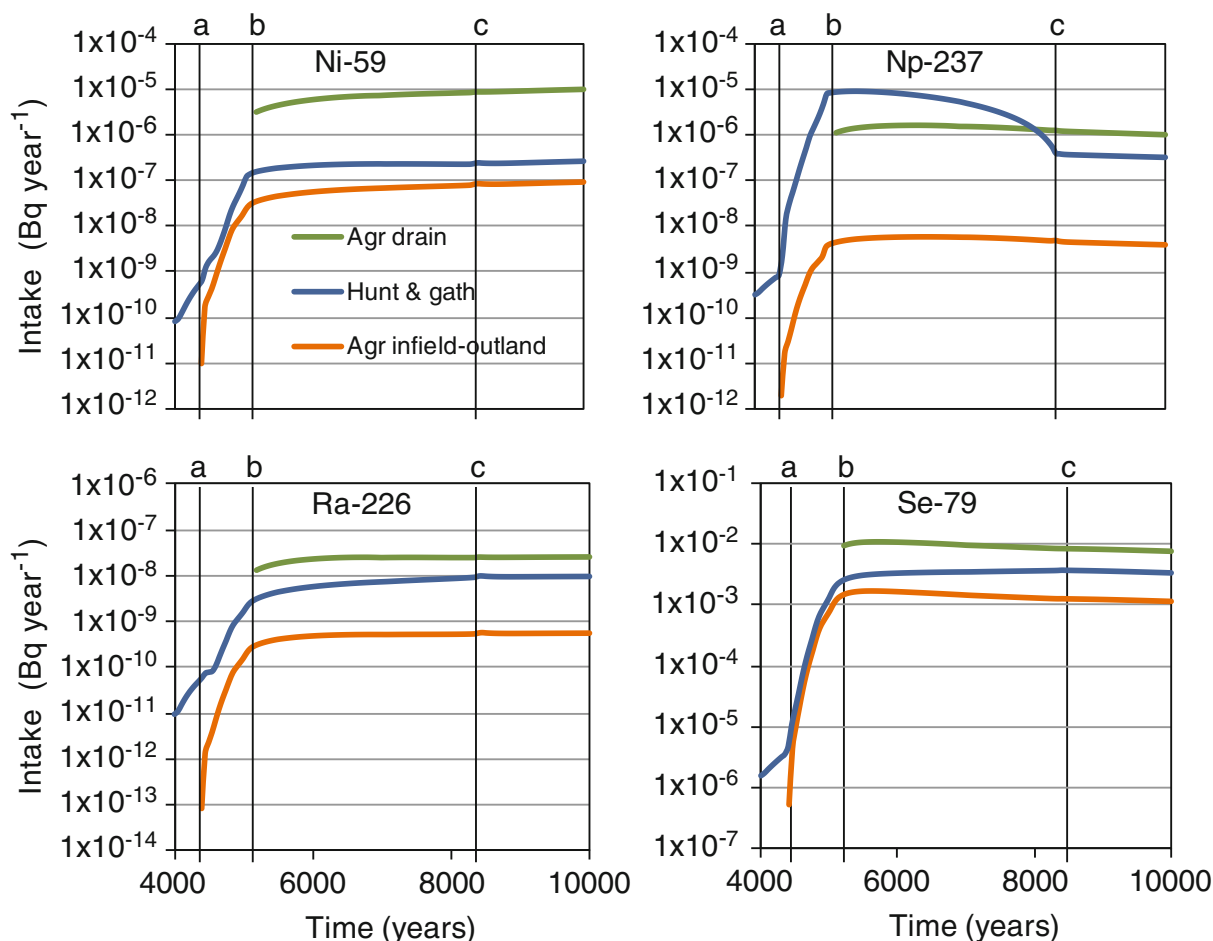 a b c
Ni-59
1x10⁻⁴
1x10⁻⁵
1x10⁻⁶
1x10⁻⁷
1x10⁻⁸
1x10⁻⁹
1x10⁻¹⁰
1x10⁻¹¹
1x10⁻¹²
Intake (Bq year⁻¹)
Agr drain
Hunt & gath
Agr infield-outland
a b c
Np-237
1x10⁻⁴
1x10⁻⁵
1x10⁻⁶
1x10⁻⁷
1x10⁻⁸
1x10⁻⁹
1x10⁻¹⁰
1x10⁻¹¹
1x10⁻¹²
a b c
Ra-226
1x10⁻⁶
1x10⁻⁷
1x10⁻⁸
1x10⁻⁹
1x10⁻¹⁰
1x10⁻¹¹
1x10⁻¹²
1x10⁻¹³
1x10⁻¹⁴
Intake (Bq year⁻¹)
4000 6000 8000 10000
Time (years)
a b c
Se-79
1x10⁻¹
1x10⁻²
1x10⁻³
1x10⁻⁴
1x10⁻⁵
1x10⁻⁶
1x10⁻⁷
4000 6000 8000 10000
Time (years)